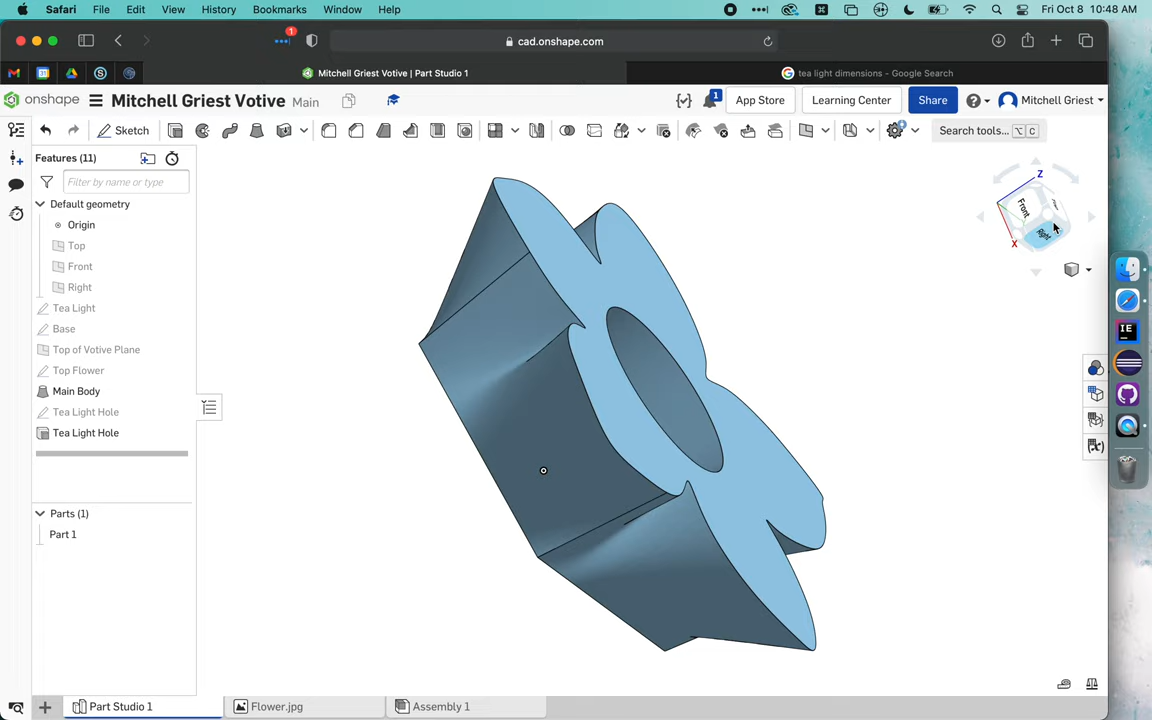 Safari File Edit View History Bookmarks Window Help Fri Oct 8 10:48 AM
1 cad.onshape.com
Mitchell Griest Votive | Part Studio 1 tea light dimensions - Google Search
onshape Mitchell Griest Votive Main 1 App Store Learning Center Share Mitchell Griest
Sketch Search tools... ⌥ C
Features (11)
Filter by name or type
Default geometry
Origin
Top
Front
Right
Tea Light
Base
Top of Votive Plane
Top Flower
Main Body
Tea Light Hole
Tea Light Hole
Parts (1)
Part 1
Z
Front
Right
X
Part Studio 1 Flower.jpg Assembly 1